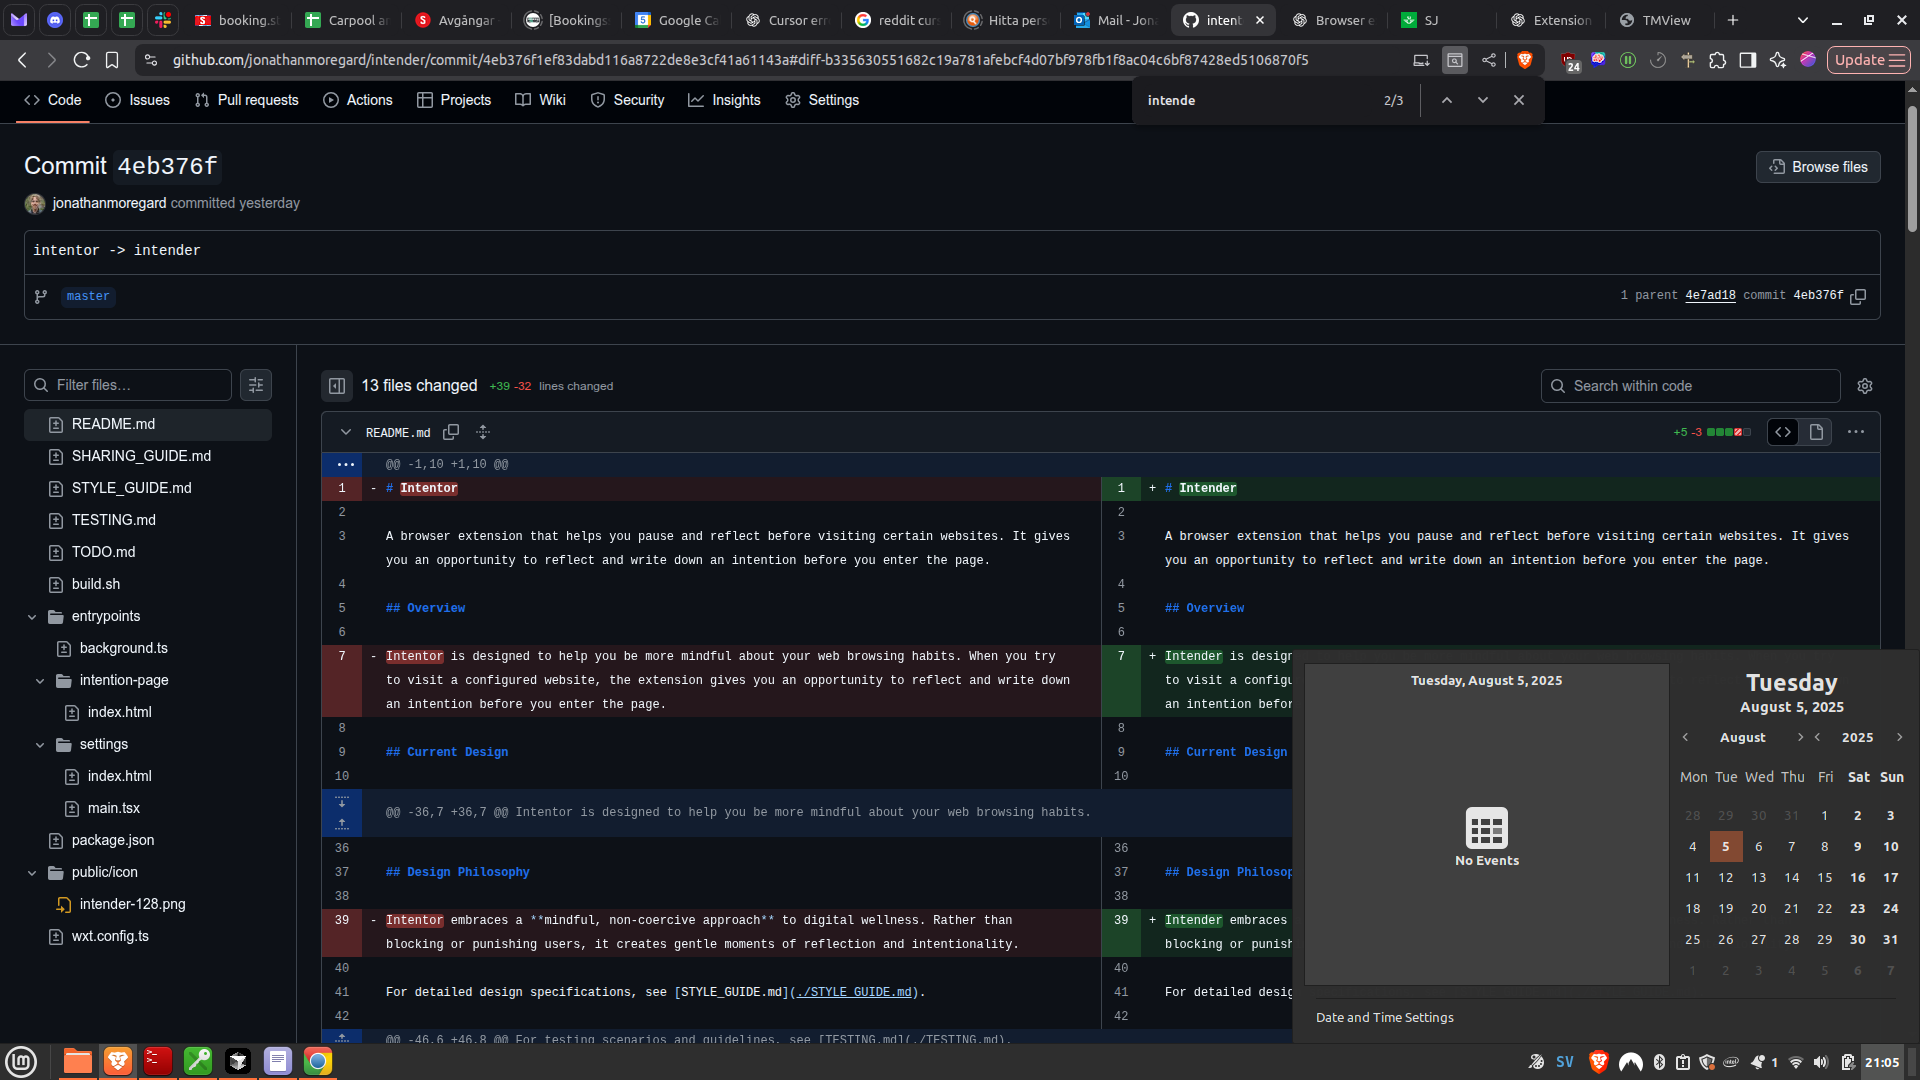 booking.s
Carpool a
Avgångar
[Bookings
Google Ca
Cursor err
reddit cur
Hitta pers
Mail - Jona
intent
Browser e
SJ
Extension
TMView
github.com/jonathanmoregard/intender/commit/4eb376f1ef83dabd116a8722de8e3cf41a61143a#diff-b335630551682c19a781afebcf4d07bf978fb1f8ac04c6bf87428ed5106870f5
24
Update
Code
Issues
Pull requests
Actions
Projects
Wiki
Security
Insights
Settings
intende
2/3
Commit 4eb376f
Browse files
jonathanmoregard committed yesterday
intentor -> intender
master
1 parent 4e7ad18 commit 4eb376f
Filter files...
13 files changed
+39 -32 lines changed
Search within code
README.md
SHARING_GUIDE.md
STYLE_GUIDE.md
TESTING.md
TODO.md
build.sh
entrypoints
background.ts
intention-page
index.html
settings
index.html
main.tsx
package.json
public/icon
intender-128.png
wxt.config.ts
README.md
+5 -3
@@ -1,10 +1,10 @@
1 - # Intentor
2
3 A browser extension that helps you pause and reflect before visiting certain websites. It gives
you an opportunity to reflect and write down an intention before you enter the page.
4
5 ## Overview
6
7 - Intentor is designed to help you be more mindful about your web browsing habits. When you try
to visit a configured website, the extension gives you an opportunity to reflect and write down
an intention before you enter the page.
8
9 ## Current Design
10
@@ -36,7 +36,7 @@ Intentor is designed to help you be more mindful about your web browsing habits.
36
37 ## Design Philosophy
38
39 - Intentor embraces a **mindful, non-coercive approach** to digital wellness. Rather than
blocking or punishing users, it creates gentle moments of reflection and intentionality.
40
41 For detailed design specifications, see [STYLE_GUIDE.md](./STYLE_GUIDE.md).
42
@@ -46,6 +46,8 @@ For testing scenarios and guidelines, see [TESTING.md](./TESTING.md).
1 + # Intender
2
3 A browser extension that helps you pause and reflect before visiting certain websites. It gives
you an opportunity to reflect and write down an intention before you enter the page.
4
5 ## Overview
6
7 + Intender is design
to visit a configu
an intention befor
8
9 ## Current Design
10
36
37 ## Design Philosop
38
39 + Intender embraces
blocking or punish
40
41 For detailed desig
42
Tuesday, August 5, 2025
No Events
Tuesday
August 5, 2025
August
2025
Mon Tue Wed Thu Fri Sat Sun
28 29 30 31 1 2 3
4 5 6 7 8 9 10
11 12 13 14 15 16 17
18 19 20 21 22 23 24
25 26 27 28 29 30 31
1 2 3 4 5 6 7
Date and Time Settings
SV
1
21:05